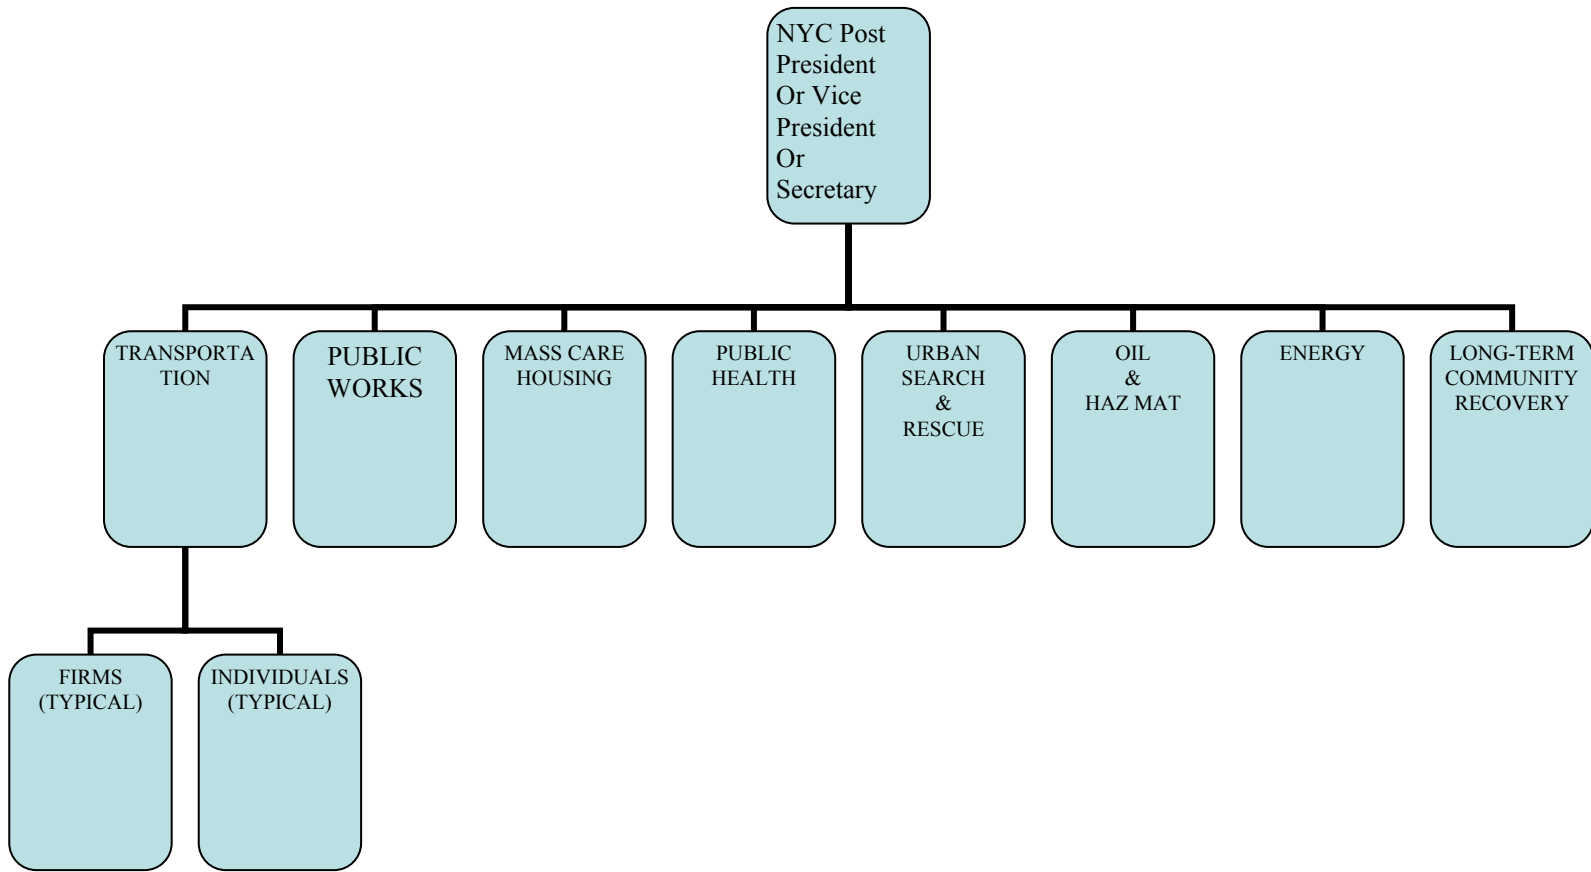 NYC Post
President
Or Vice
President
Or
Secretary
TRANSPORTA
TION
PUBLIC
WORKS
MASS CARE
HOUSING
PUBLIC
HEALTH
URBAN
SEARCH
&
RESCUE
OIL
&
HAZ MAT
ENERGY
LONG-TERM
COMMUNITY
RECOVERY
FIRMS
(TYPICAL)
INDIVIDUALS
(TYPICAL)